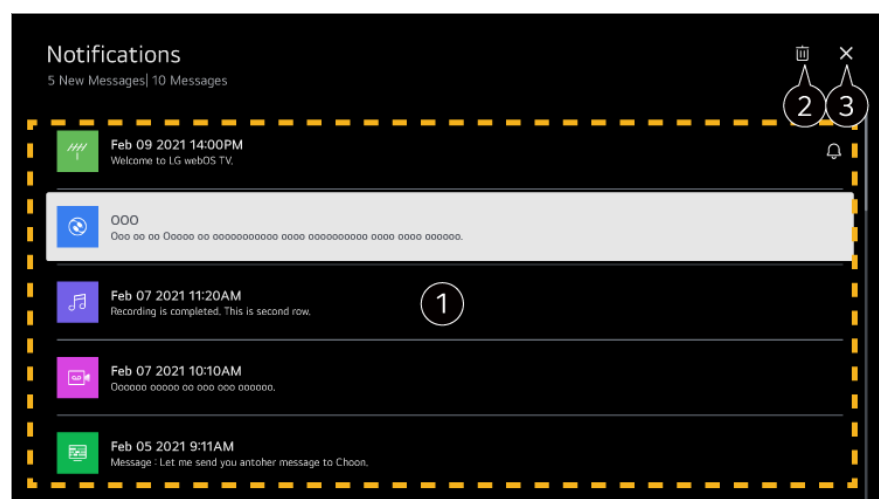 Notifications
5 New Messages| 10 Messages
2
3
Feb 09 2021 14:00PM
Welcome to LG webOS TV.
OOO
Ooo oo oo Ooooo oo ooooooooooo oooo oooooooooo oooo oooo oooooo.
Feb 07 2021 11:20AM
Recording is completed. This is second row.
1
Feb 07 2021 10:10AM
Oooooo ooooo oo ooo ooo oooooo.
Feb 05 2021 9:11AM
Message : Let me send you antoher message to Choon.